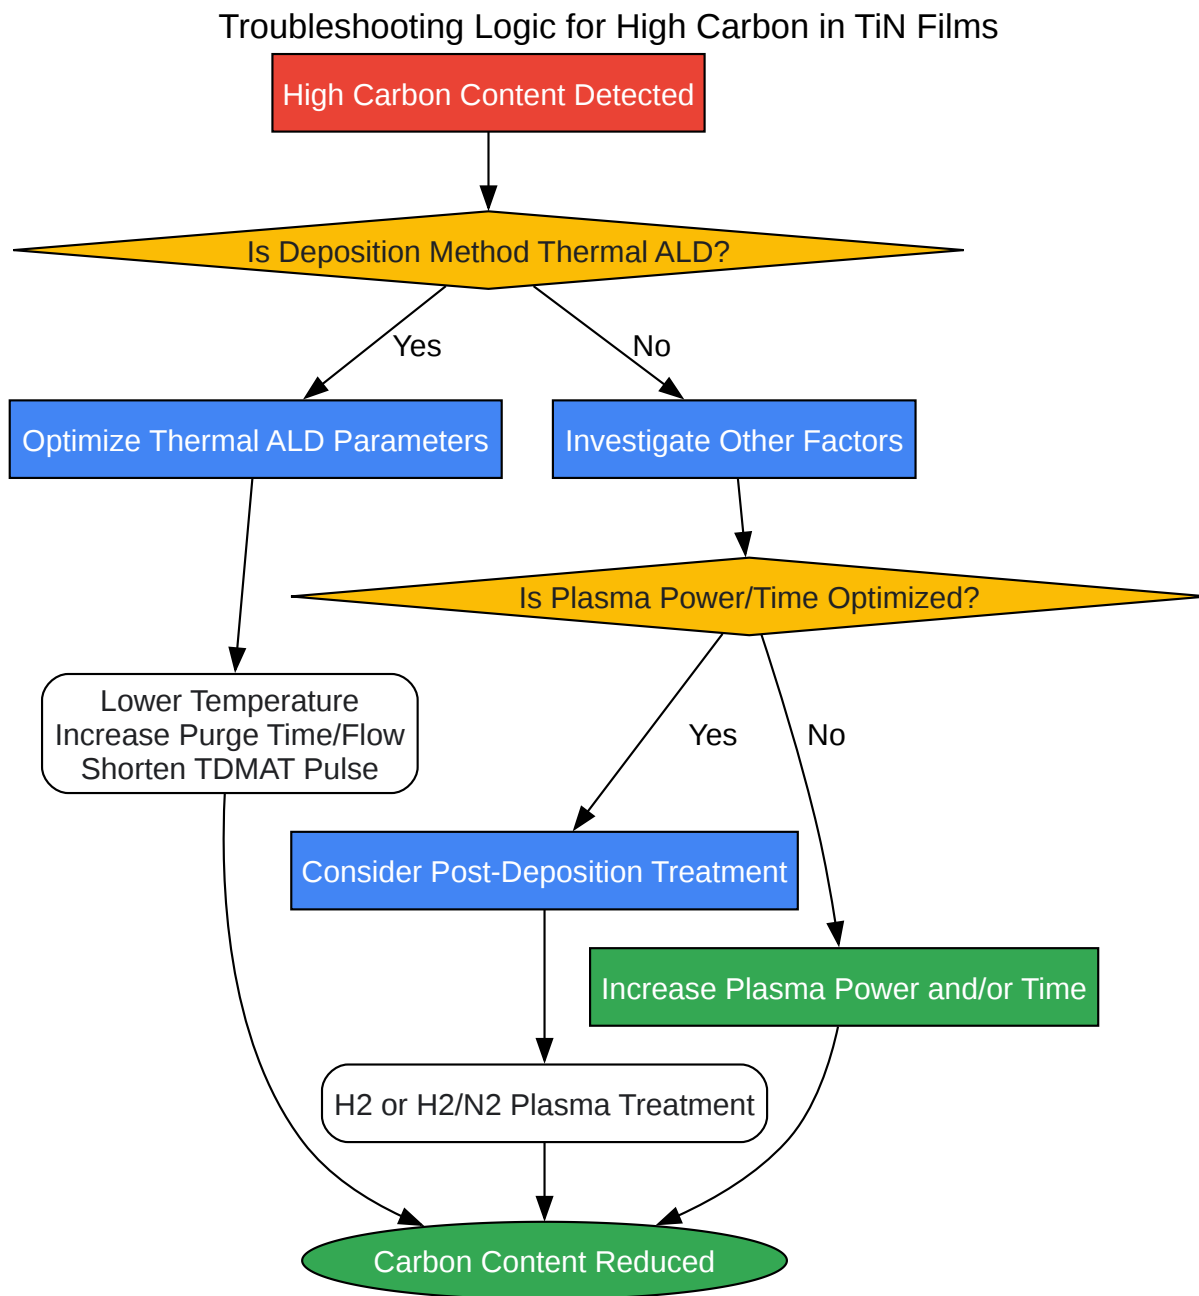 Troubleshooting Logic for High Carbon in TiN Films
High Carbon Content Detected
Is Deposition Method Thermal ALD?
Yes
No
Optimize Thermal ALD Parameters
Investigate Other Factors
Is Plasma Power/Time Optimized?
Lower Temperature
Increase Purge Time/Flow
Shorten TDMAT Pulse
Yes
No
Consider Post-Deposition Treatment
Increase Plasma Power and/or Time
H2 or H2/N2 Plasma Treatment
Carbon Content Reduced